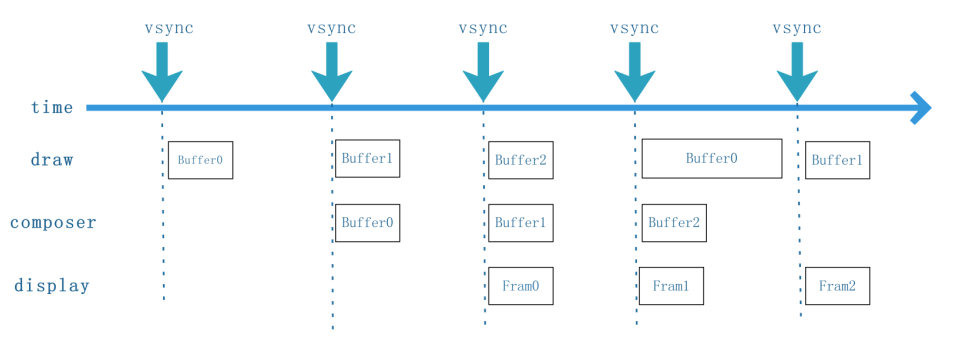 vsync vsync vsync vsync vsync
time
draw Buffer0 Buffer1 Buffer2 Buffer0 Buffer1
composer Buffer0 Buffer1 Buffer2
display Fram0 Fram1 Fram2